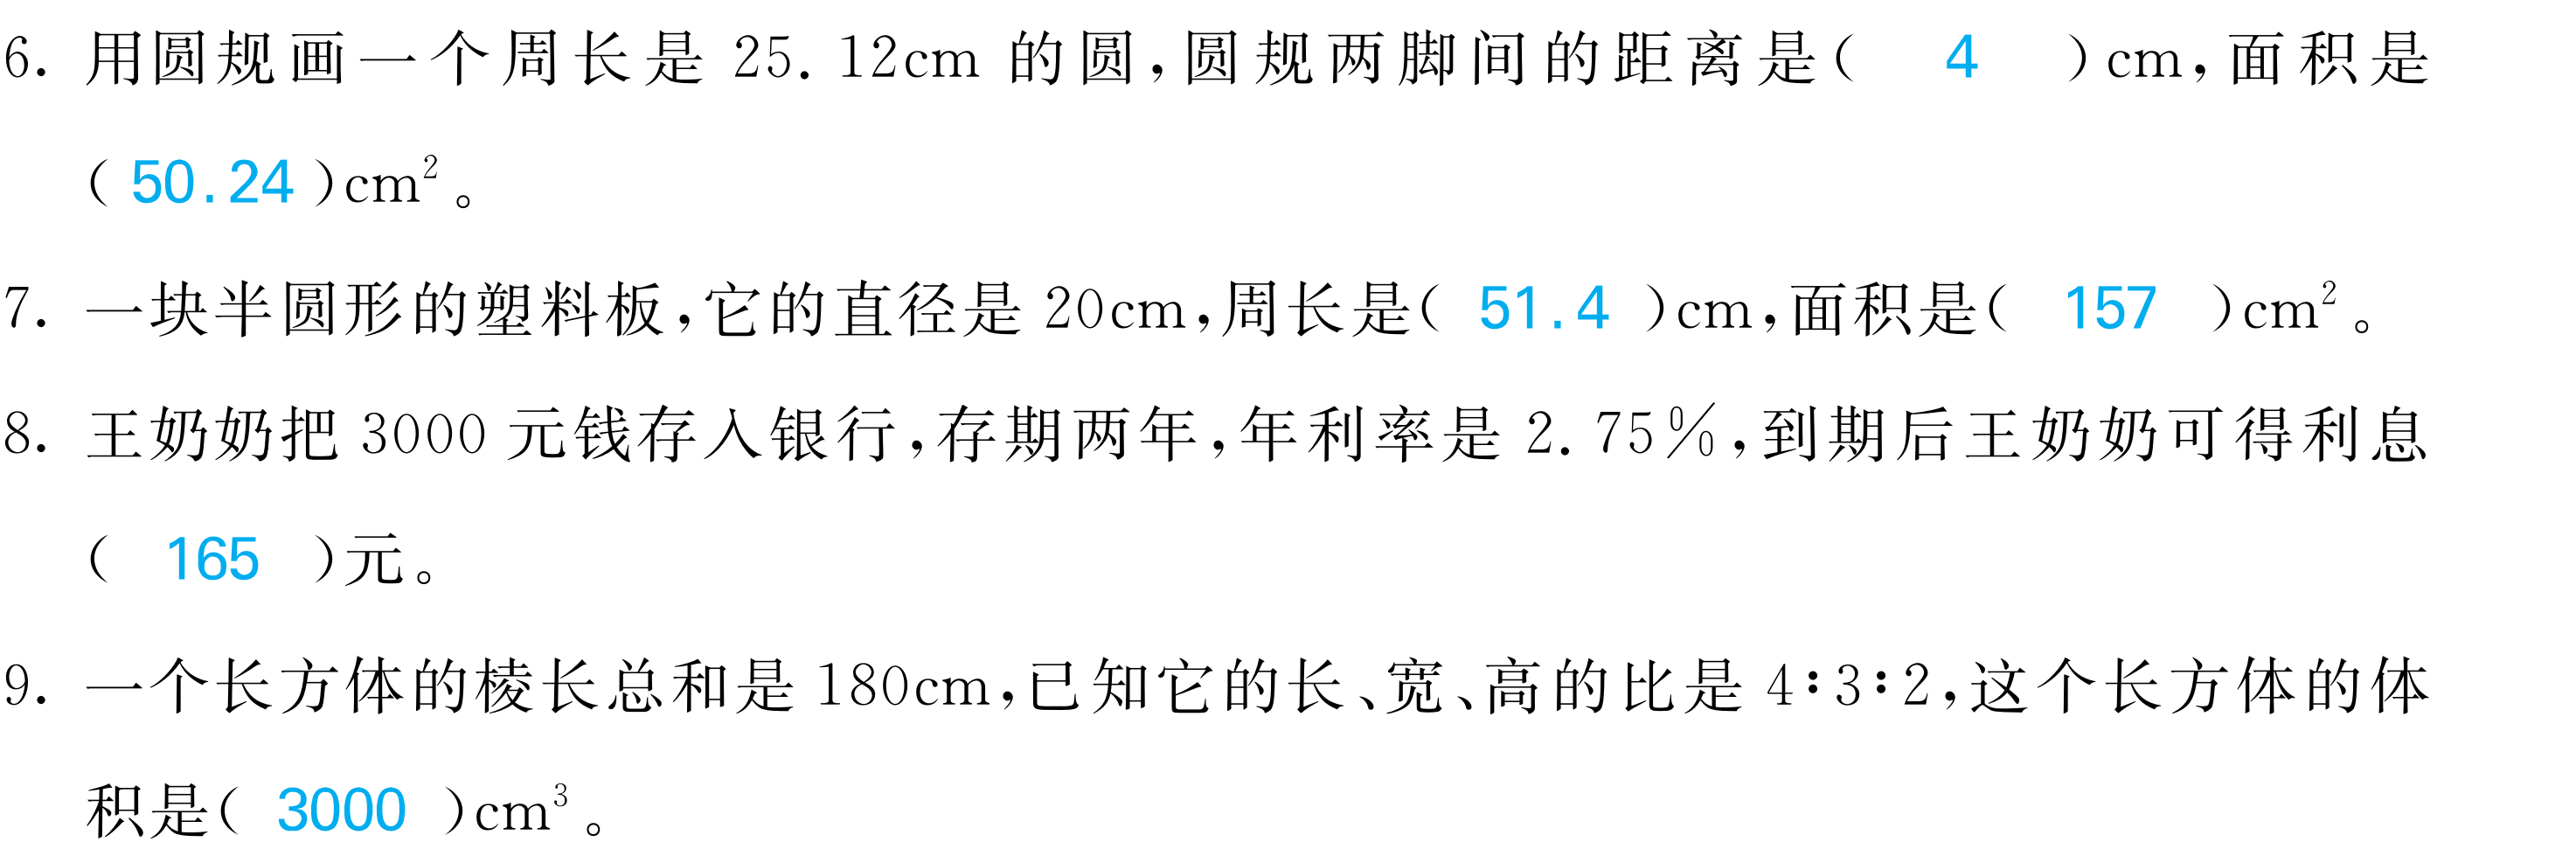 6. 用圆规画一个周长是 25.12cm 的圆,圆规两脚间的距离是( 4 )cm,面积是
( 50.24 )cm²。
7. 一块半圆形的塑料板,它的直径是 20cm,周长是( 51.4 )cm,面积是( 157 )cm²。
8. 王奶奶把 3000 元钱存入银行,存期两年,年利率是 2.75%,到期后王奶奶可得利息
( 165 )元。
9. 一个长方体的棱长总和是 180cm,已知它的长、宽、高的比是 4∶3∶2,这个长方体的体
积是( 3000 )cm³。